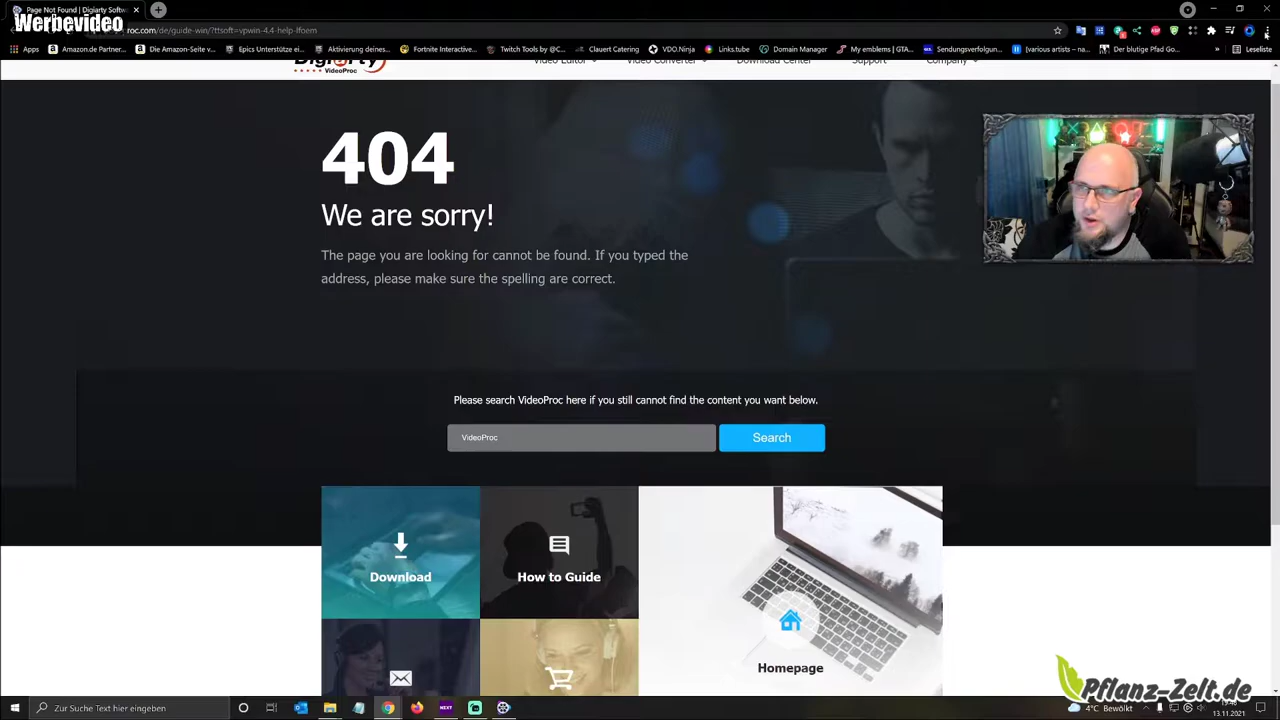 Page Not Found | Digiarty Softw
Werbevideo
roc.com/de/guide-win/?ttsoft=vpwin-4.4-help-lfoem
Apps
Amazon.de Partner...
Die Amazon-Seite v...
Epics Unterstütze ei...
Aktivierung deines...
Fortnite Interactive...
Twitch Tools by @C...
Clauert Catering
VDO.Ninja
Links.tube
Domain Manager
My emblems | GTA...
Sendungsverfolgun...
[various artists – na...
Der blutige Pfad Go...
»
Leseliste
Digiarty
VideoProc
Video Editor
Video Converter
Download Center
Support
Company
404
We are sorry!
The page you are looking for cannot be found. If you typed the
address, please make sure the spelling are correct.
Please search VideoProc here if you still cannot find the content you want below.
VideoProc
Search
Download
How to Guide
Homepage
Pflanz-Zelt.de
Zur Suche Text hier eingeben
NEXT
4°C Bewölkt
13.11.2021